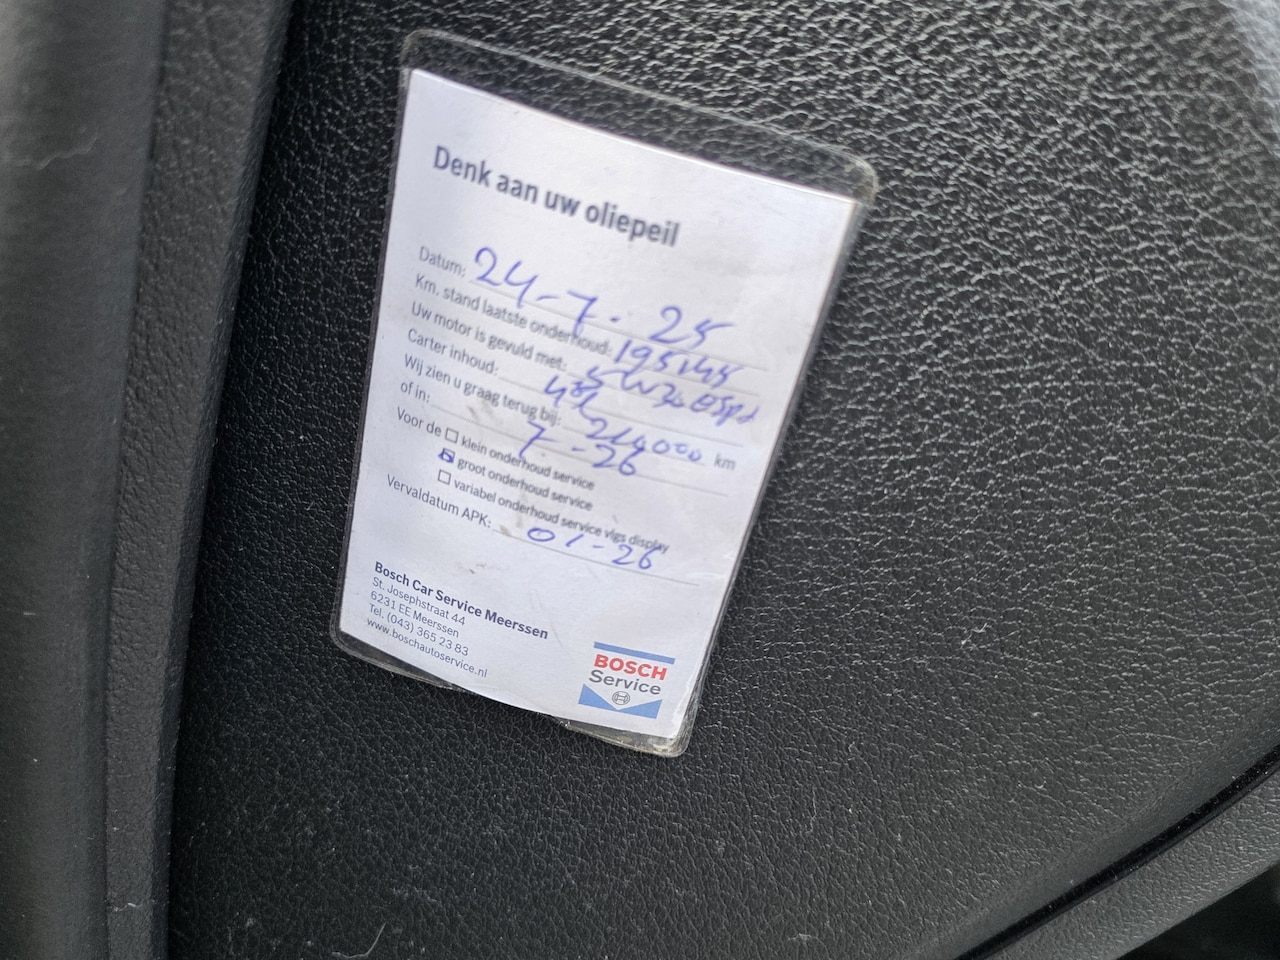 Denk aan uw oliepeil
Datum: 24-7-25
Km. stand laatste onderhoud: 195145
Uw motor is gevuld met: 5W30
Carter inhoud:
Wij zien u graag terug bij: 214000 km
of in: 7-26
Voor de ☐ klein onderhoud service
☒ groot onderhoud service
☐ variabel onderhoud service vlgs display
Vervaldatum APK: 01-26
Bosch Car Service Meerssen
St. Josephstraat 44
6231 EE Meerssen
Tel. (043) 365 23 83
www.boschautoservice.nl
BOSCH
Service